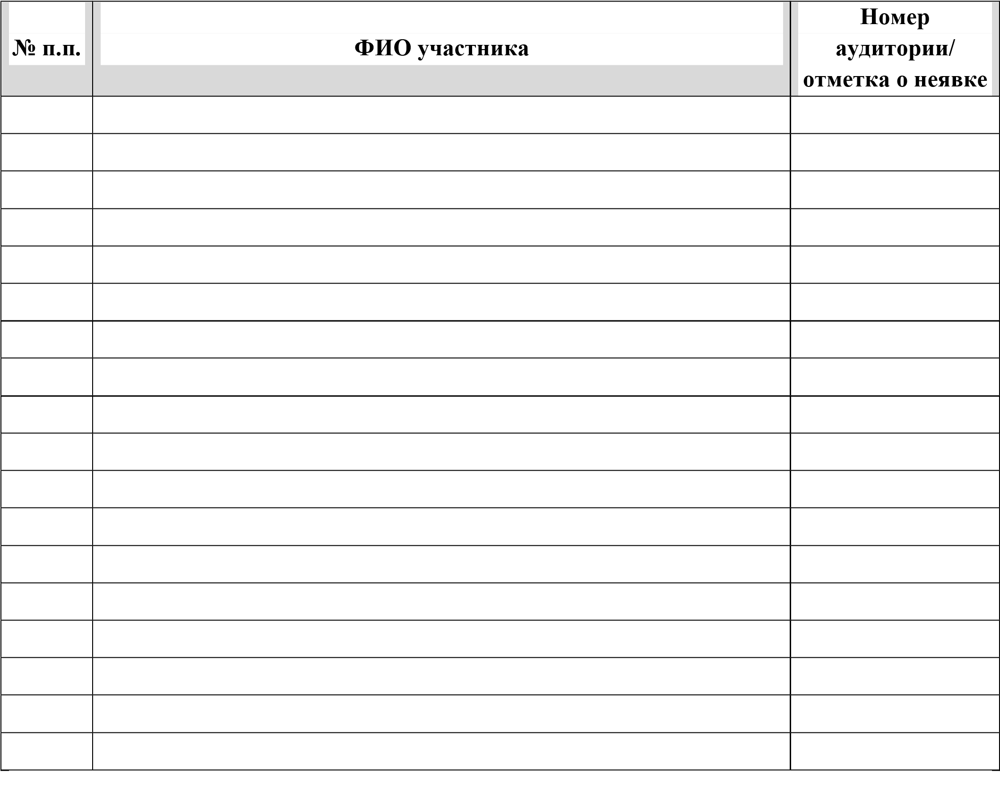 № п.п.
ФИО участника
Номер
аудитории/
отметка о неявке